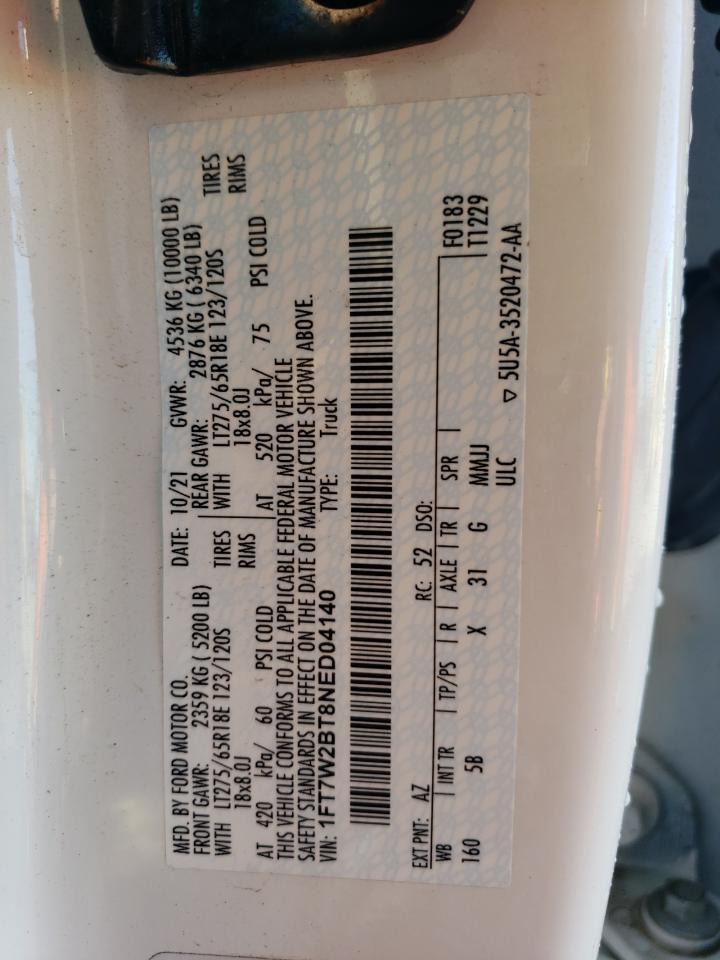 MFD. BY FORD MOTOR CO.
DATE: 10/21 GVWR: 4536 KG (10000 LB)
FRONT GAWR: 2359 KG ( 5200 LB)
REAR GAWR: 2876 KG ( 6340 LB)
WITH LT275/65R18E 123/120S TIRES
WITH LT275/65R18E 123/120S TIRES
18x8.0J RIMS
18x8.0J RIMS
AT 420 kPa/ 60 PSI COLD
AT 520 kPa/ 75 PSI COLD
THIS VEHICLE CONFORMS TO ALL APPLICABLE FEDERAL MOTOR VEHICLE
SAFETY STANDARDS IN EFFECT ON THE DATE OF MANUFACTURE SHOWN ABOVE.
VIN: 1FT7W2BT8NED04140 TYPE: Truck
EXT PNT: AZ RC: 52 DSO:
WB | INT TR | TP/PS | R | AXLE | TR | SPR | F0183
160 5B X 31 G MMJJ T1229
ULC ▽ 5U5A-3520472-AA